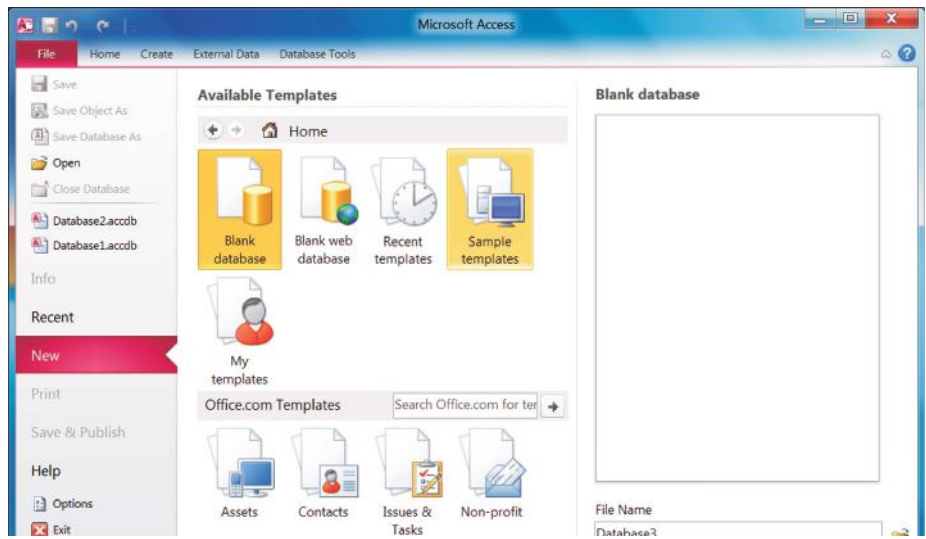 Microsoft Access
File Home Create External Data Database Tools
Save
Save Object As
Save Database As
Open
Close Database
Database2.accdb
Database1.accdb
Info
Recent
New
Print
Save & Publish
Help
Options
Exit
Available Templates
Home
Blank
database
Blank web
database
Recent
templates
Sample
templates
My
templates
Office.com Templates
Search Office.com for ter
Assets
Contacts
Issues &
Tasks
Non-profit
Blank database
File Name
Database3